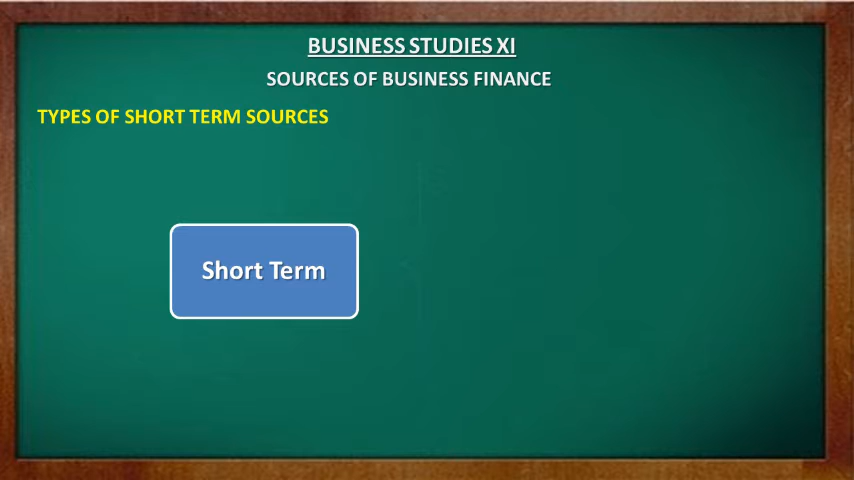 BUSINESS STUDIES XI
SOURCES OF BUSINESS FINANCE
TYPES OF SHORT TERM SOURCES
Short Term